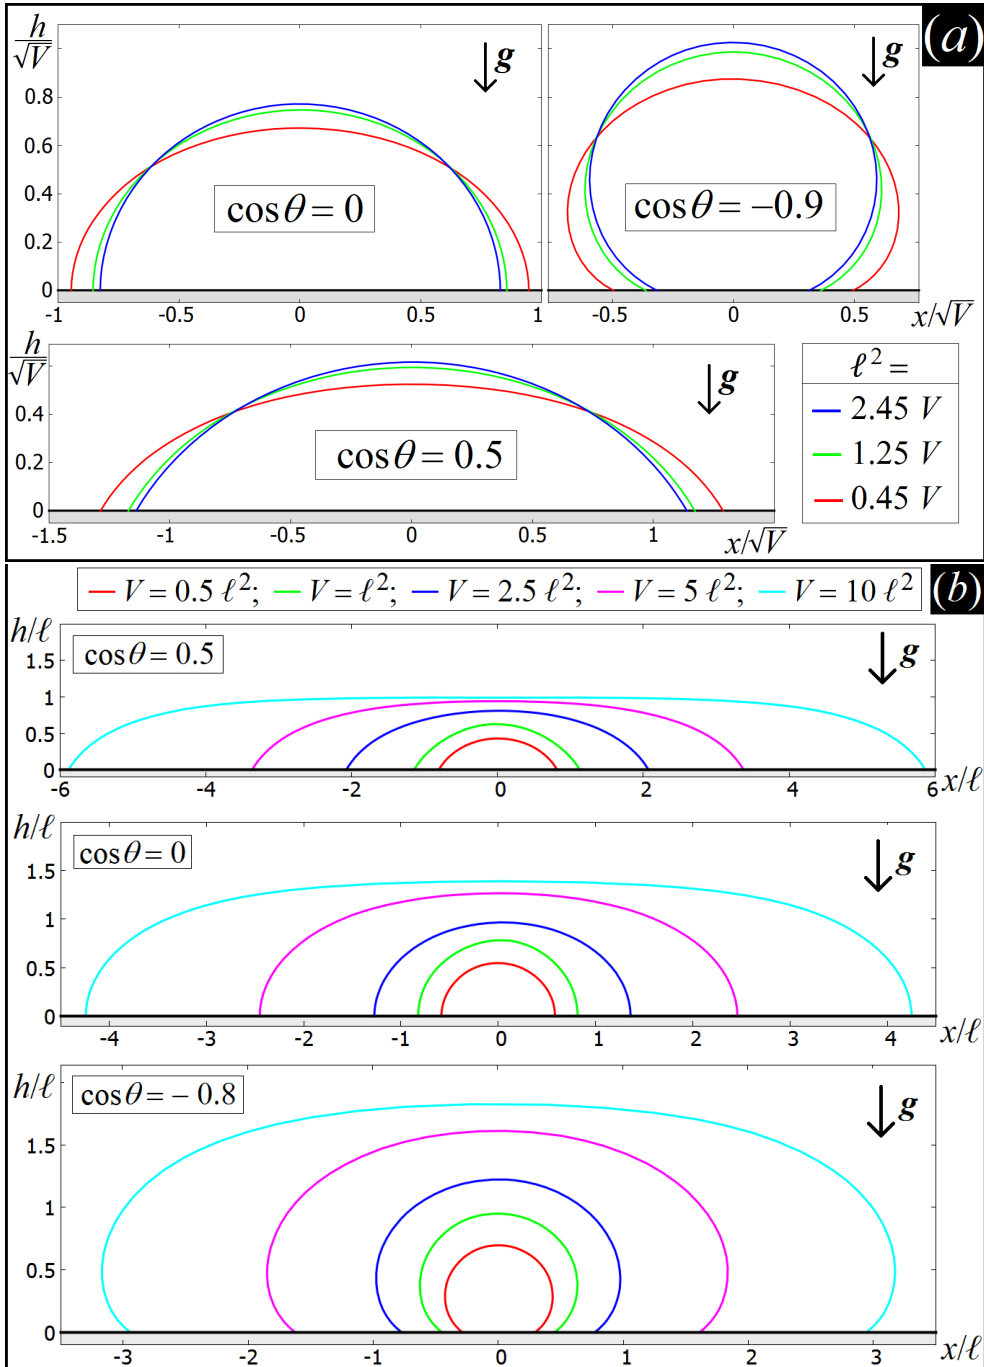 (a)
h/√V
g
g
0.8
0.6
0.4
0.2
0
cosθ = 0
cosθ = −0.9
-1 -0.5 0 0.5 1
-0.5 0 0.5 x/√V
h/√V
g
0.4
0.2
0
cosθ = 0.5
-1.5 -1 -0.5 0 0.5 1
x/√V
ℓ² =
2.45 V
1.25 V
0.45 V
(b)
V = 0.5 ℓ²; V = ℓ²; V = 2.5 ℓ²; V = 5 ℓ²; V = 10 ℓ²
h/ℓ
cosθ = 0.5
g
1.5
1
0.5
0
-6 -4 -2 0 2 4 6 x/ℓ
h/ℓ
cosθ = 0
g
1.5
1
0.5
0
-4 -3 -2 -1 0 1 2 3 4 x/ℓ
h/ℓ
cosθ = − 0.8
g
1.5
1
0.5
0
-3 -2 -1 0 1 2 3 x/ℓ